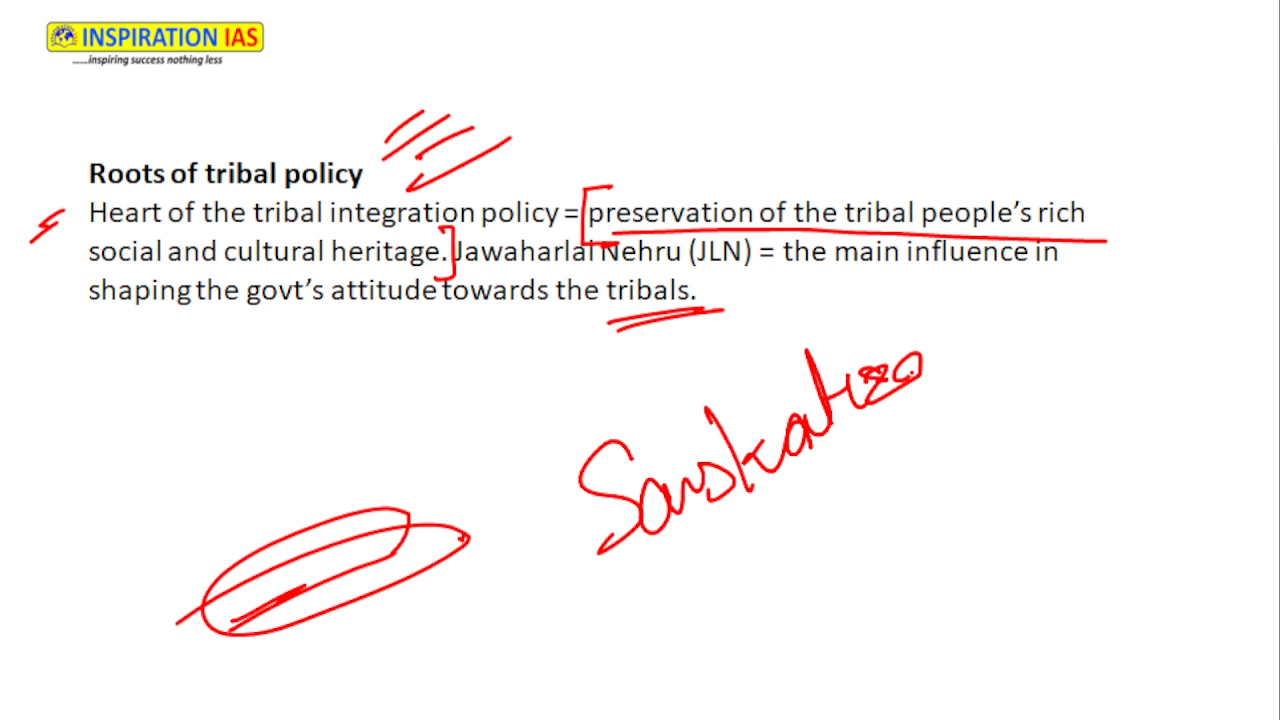 INSPIRATION IAS
......inspiring success nothing less
Roots of tribal policy
Heart of the tribal integration policy = preservation of the tribal people’s rich
social and cultural heritage. Jawaharlal Nehru (JLN) = the main influence in
shaping the govt’s attitude towards the tribals.